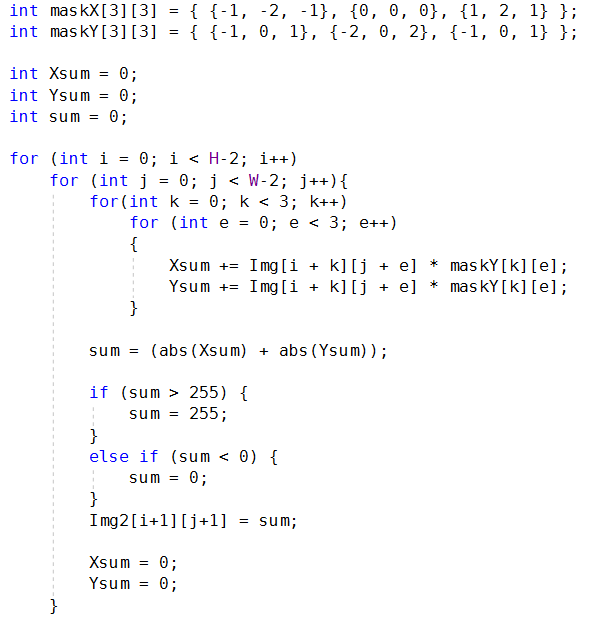 int maskX[3][3] = { {-1, -2, -1}, {0, 0, 0}, {1, 2, 1} };
int maskY[3][3] = { {-1, 0, 1}, {-2, 0, 2}, {-1, 0, 1} };

int Xsum = 0;
int Ysum = 0;
int sum = 0;

for (int i = 0; i < H-2; i++)
    for (int j = 0; j < W-2; j++){
        for(int k = 0; k < 3; k++)
            for (int e = 0; e < 3; e++)
            {
                Xsum += Img[i + k][j + e] * maskY[k][e];
                Ysum += Img[i + k][j + e] * maskY[k][e];
            }

        sum = (abs(Xsum) + abs(Ysum));

        if (sum > 255) {
            sum = 255;
        }
        else if (sum < 0) {
            sum = 0;
        }
        Img2[i+1][j+1] = sum;

        Xsum = 0;
        Ysum = 0;
    }